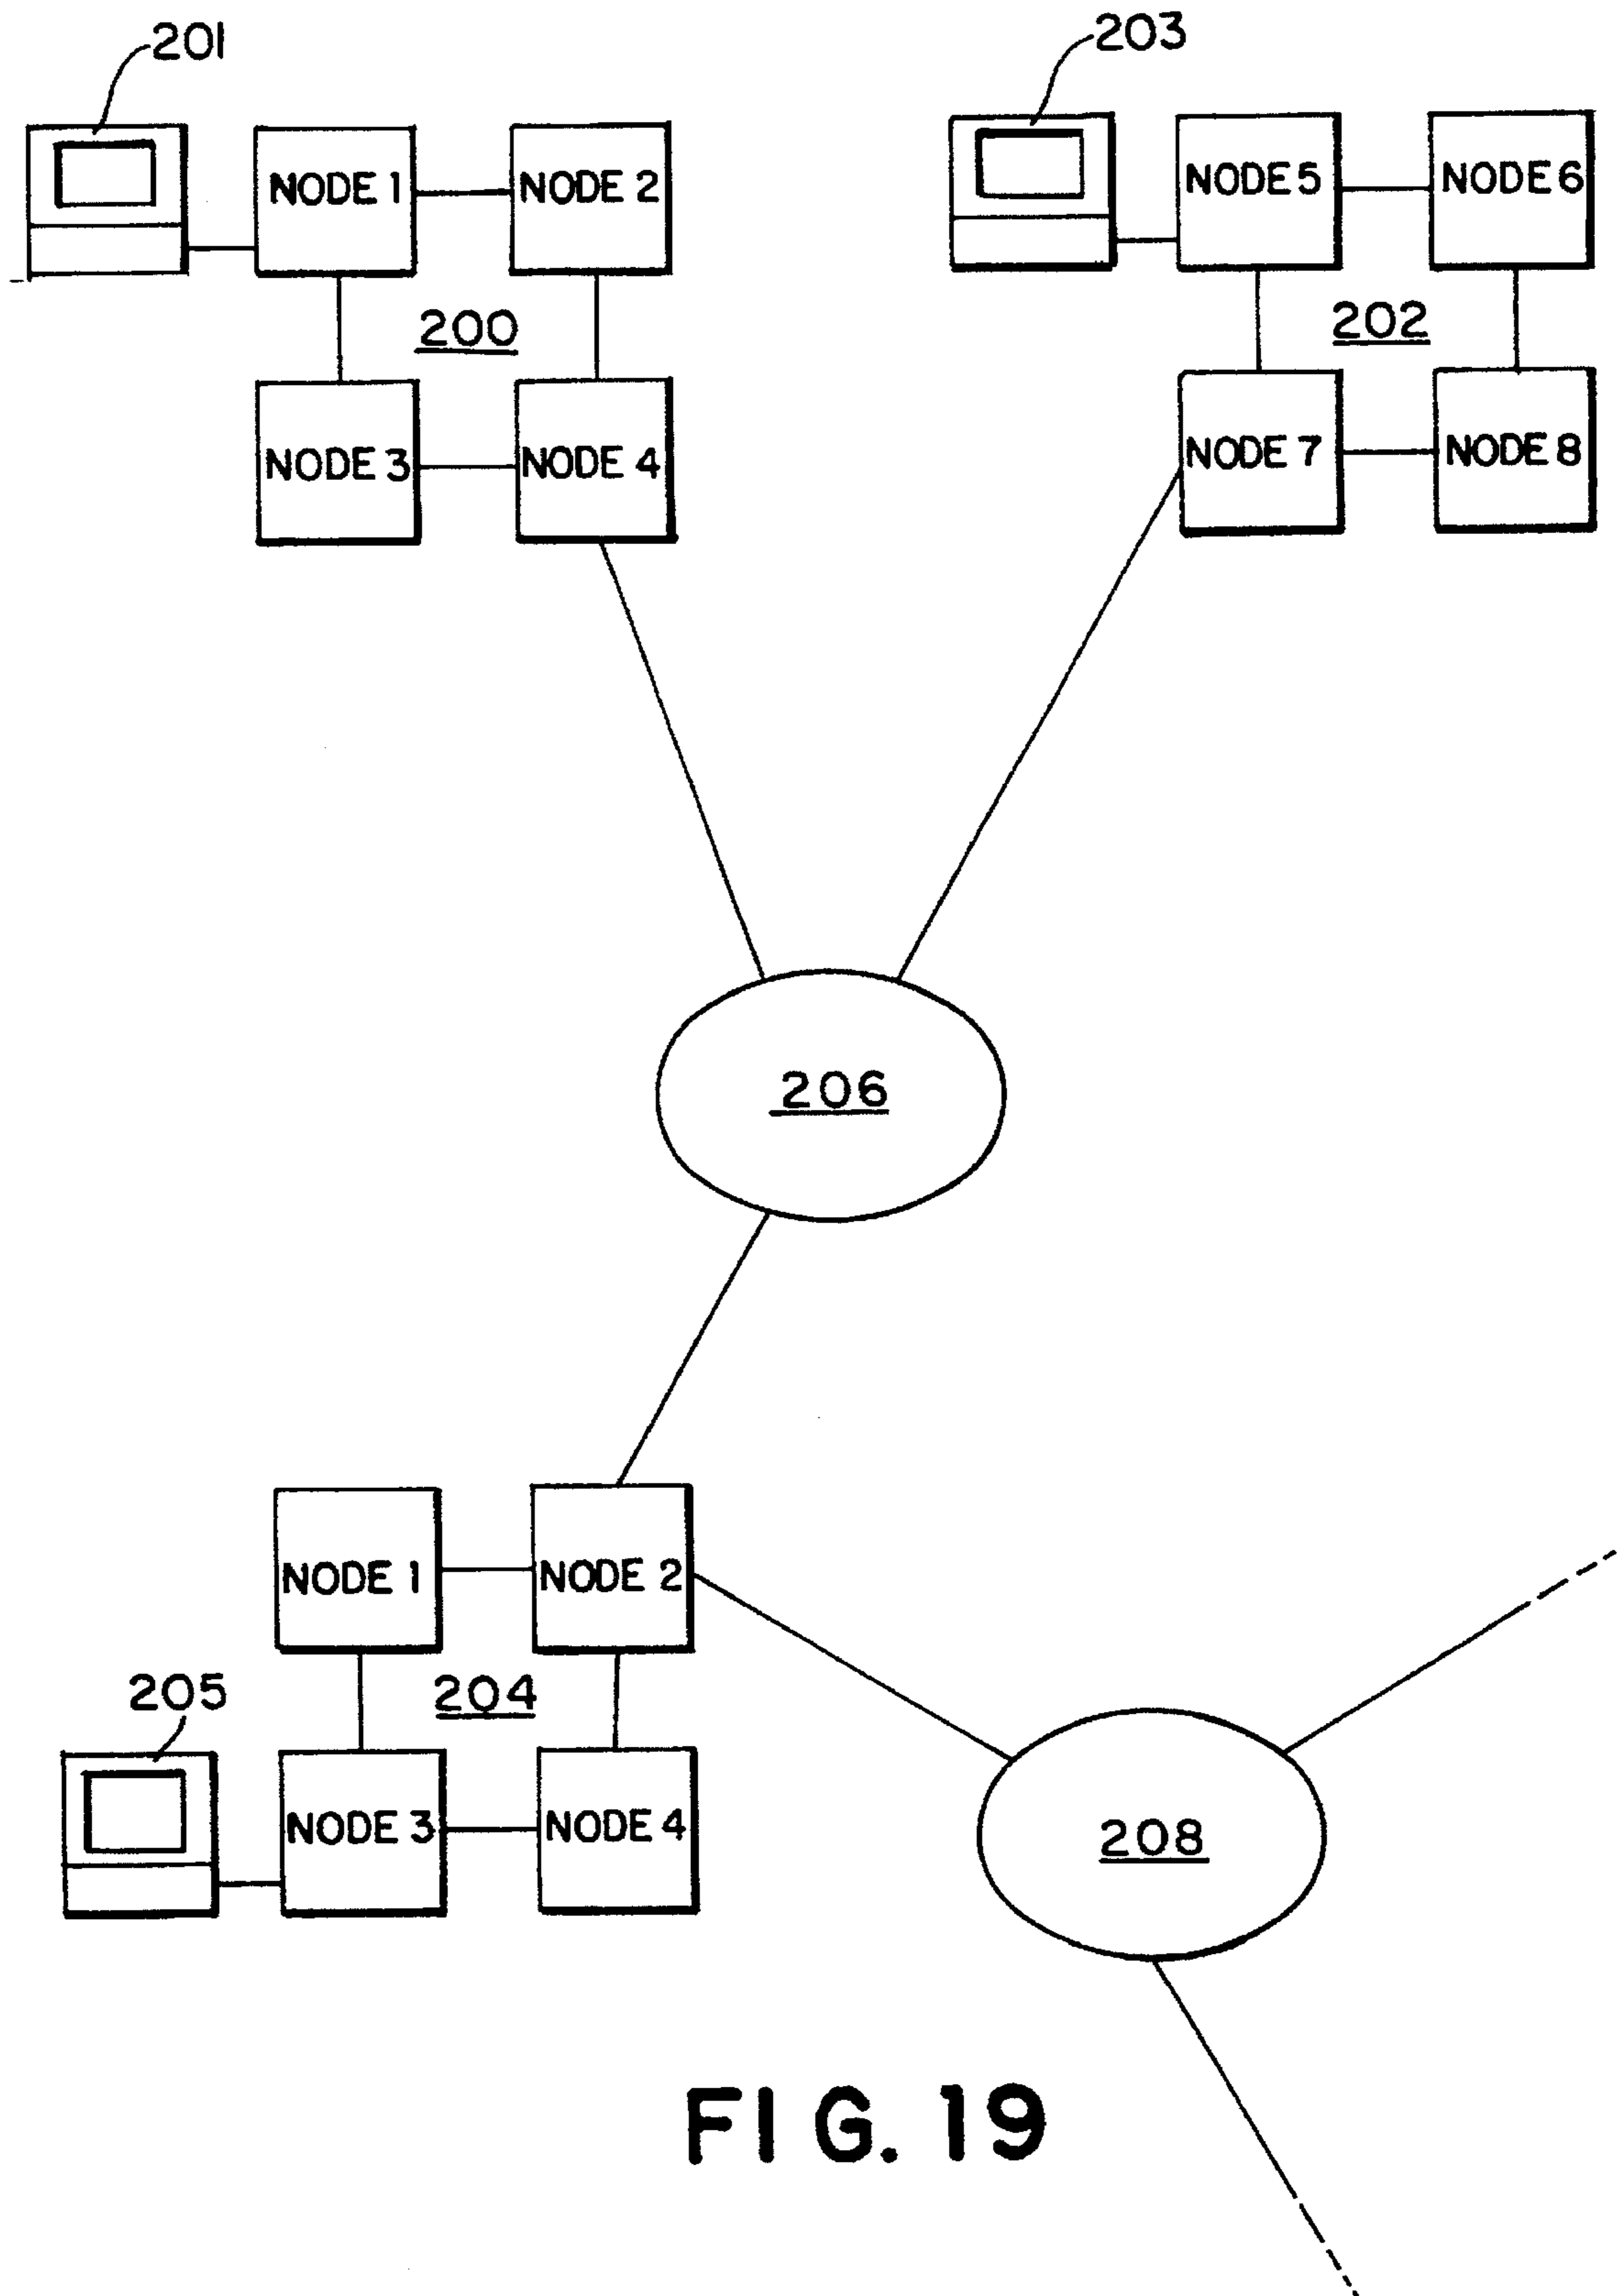 201
203
NODE 1
NODE 2
NODE 5
NODE 6
200
202
NODE 3
NODE 4
NODE 7
NODE 8
206
NODE 1
NODE 2
205
204
NODE 3
NODE 4
208
FIG. 19